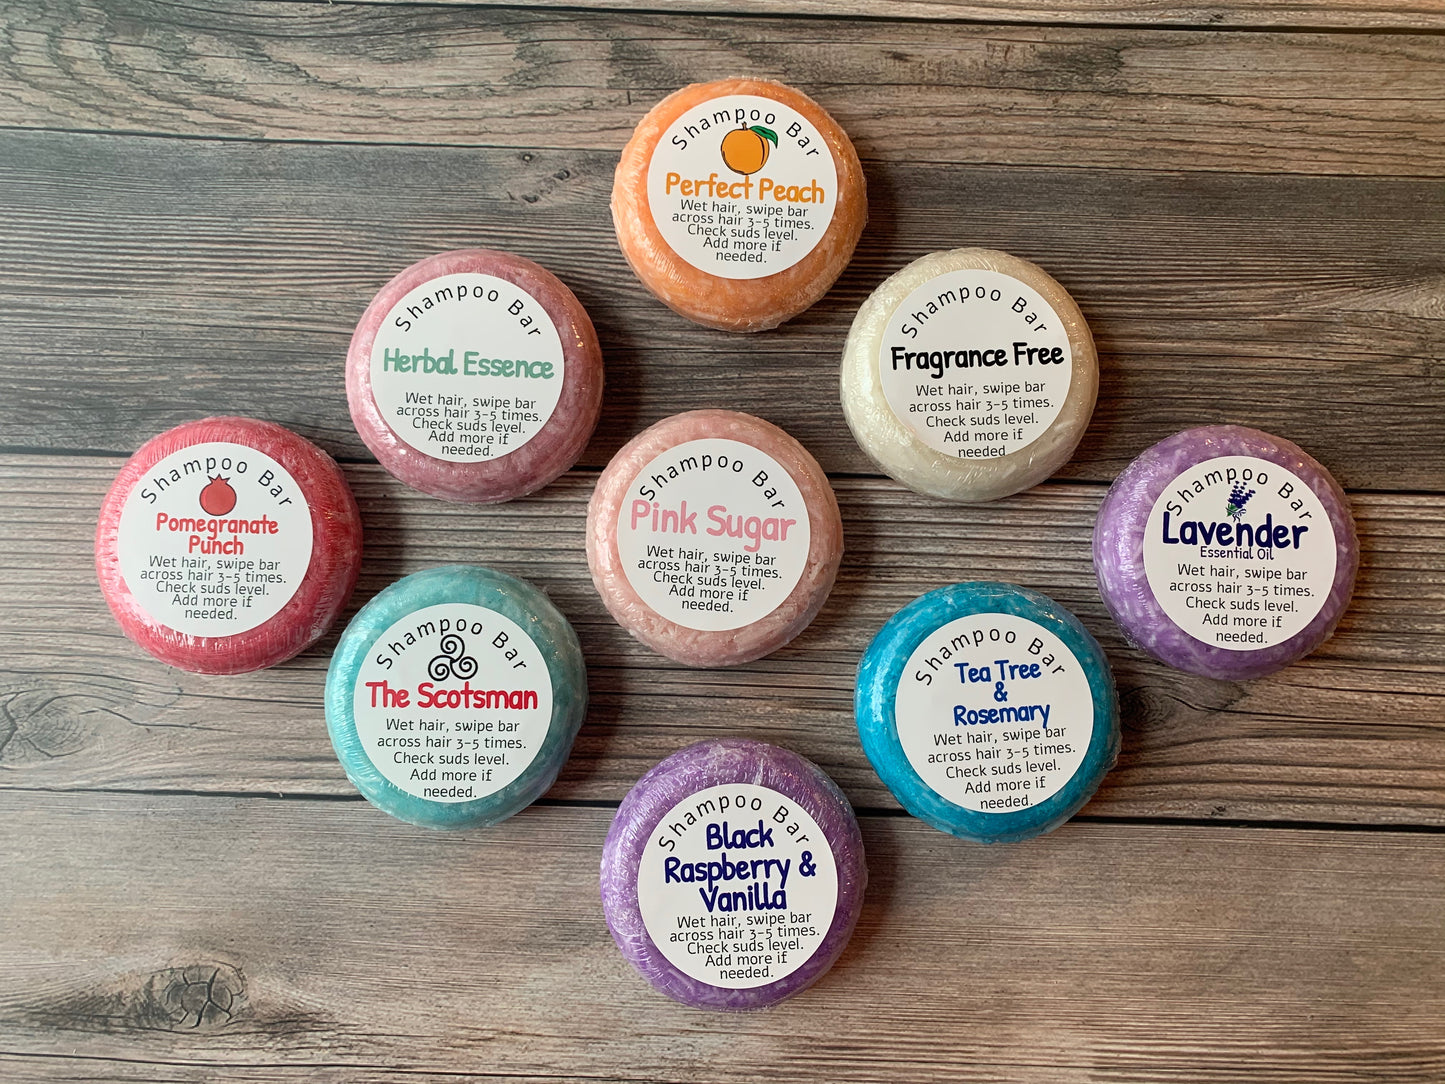 Shampoo Bar
Perfect Peach
Wet hair, swipe bar
across hair 3-5 times.
Check suds level.
Add more if
needed.
Shampoo Bar
Herbal Essence
Wet hair, swipe bar
across hair 3-5 times.
Check suds level.
Add more if
needed.
Shampoo Bar
Fragrance Free
Wet hair, swipe bar
across hair 3-5 times.
Check suds level.
Add more if
needed
Shampoo Bar
Pomegranate
Punch
Wet hair, swipe bar
across hair 3-5 times.
Check suds level.
Add more if
needed.
Shampoo Bar
Pink Sugar
Wet hair, swipe bar
across hair 3-5 times.
Check suds level.
Add more if
needed.
Shampoo Bar
Lavender
Essential Oil
Wet hair, swipe bar
across hair 3-5 times.
Check suds level.
Add more if
needed.
Shampoo Bar
The Scotsman
Wet hair, swipe bar
across hair 3-5 times.
Check suds level.
Add more if
needed.
Shampoo Bar
Tea Tree
&
Rosemary
Wet hair, swipe bar
across hair 3-5 times.
Check suds level.
Add more if
needed.
Shampoo Bar
Black
Raspberry &
Vanilla
Wet hair, swipe bar
across hair 3-5 times.
Check suds level.
Add more if
needed.